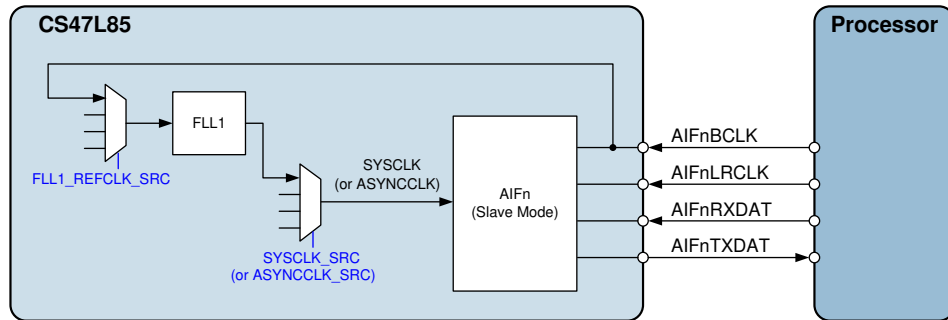 CS47L85
Processor
FLL1
FLL1_REFCLK_SRC
SYSCLK
(or ASYNCCLK)
SYSCLK_SRC
(or ASYNCCLK_SRC)
AIFn
(Slave Mode)
AIFnBCLK
AIFnLRCLK
AIFnRXDAT
AIFnTXDAT